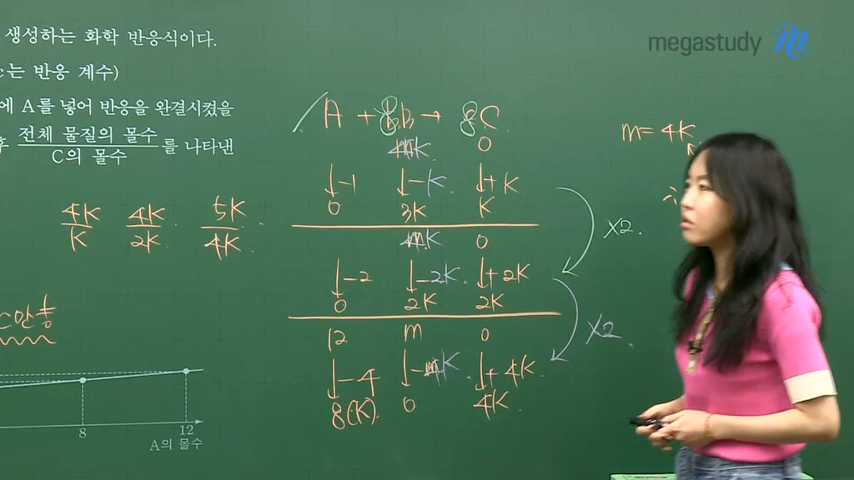 생성하는 화학 반응식이다.
megastudy
c는 반응 계수)
에 A를 넣어 반응을 완결시켰을
전체 물질의 몰수
C의 몰수
를 나타낸
A + B → 8C
m = 4K
4K 0
↓-1 ↓-K ↓+K
0 3K K
4K/K 4K/2K 5K/4K
4K 0
×2
↓-2 ↓-2K ↓+2K
0 2K 2K
12 m 0
×2
↓-4 ↓-4K ↓+4K
8(K) 0 4K
C만 흥
8 12
A의 몰수